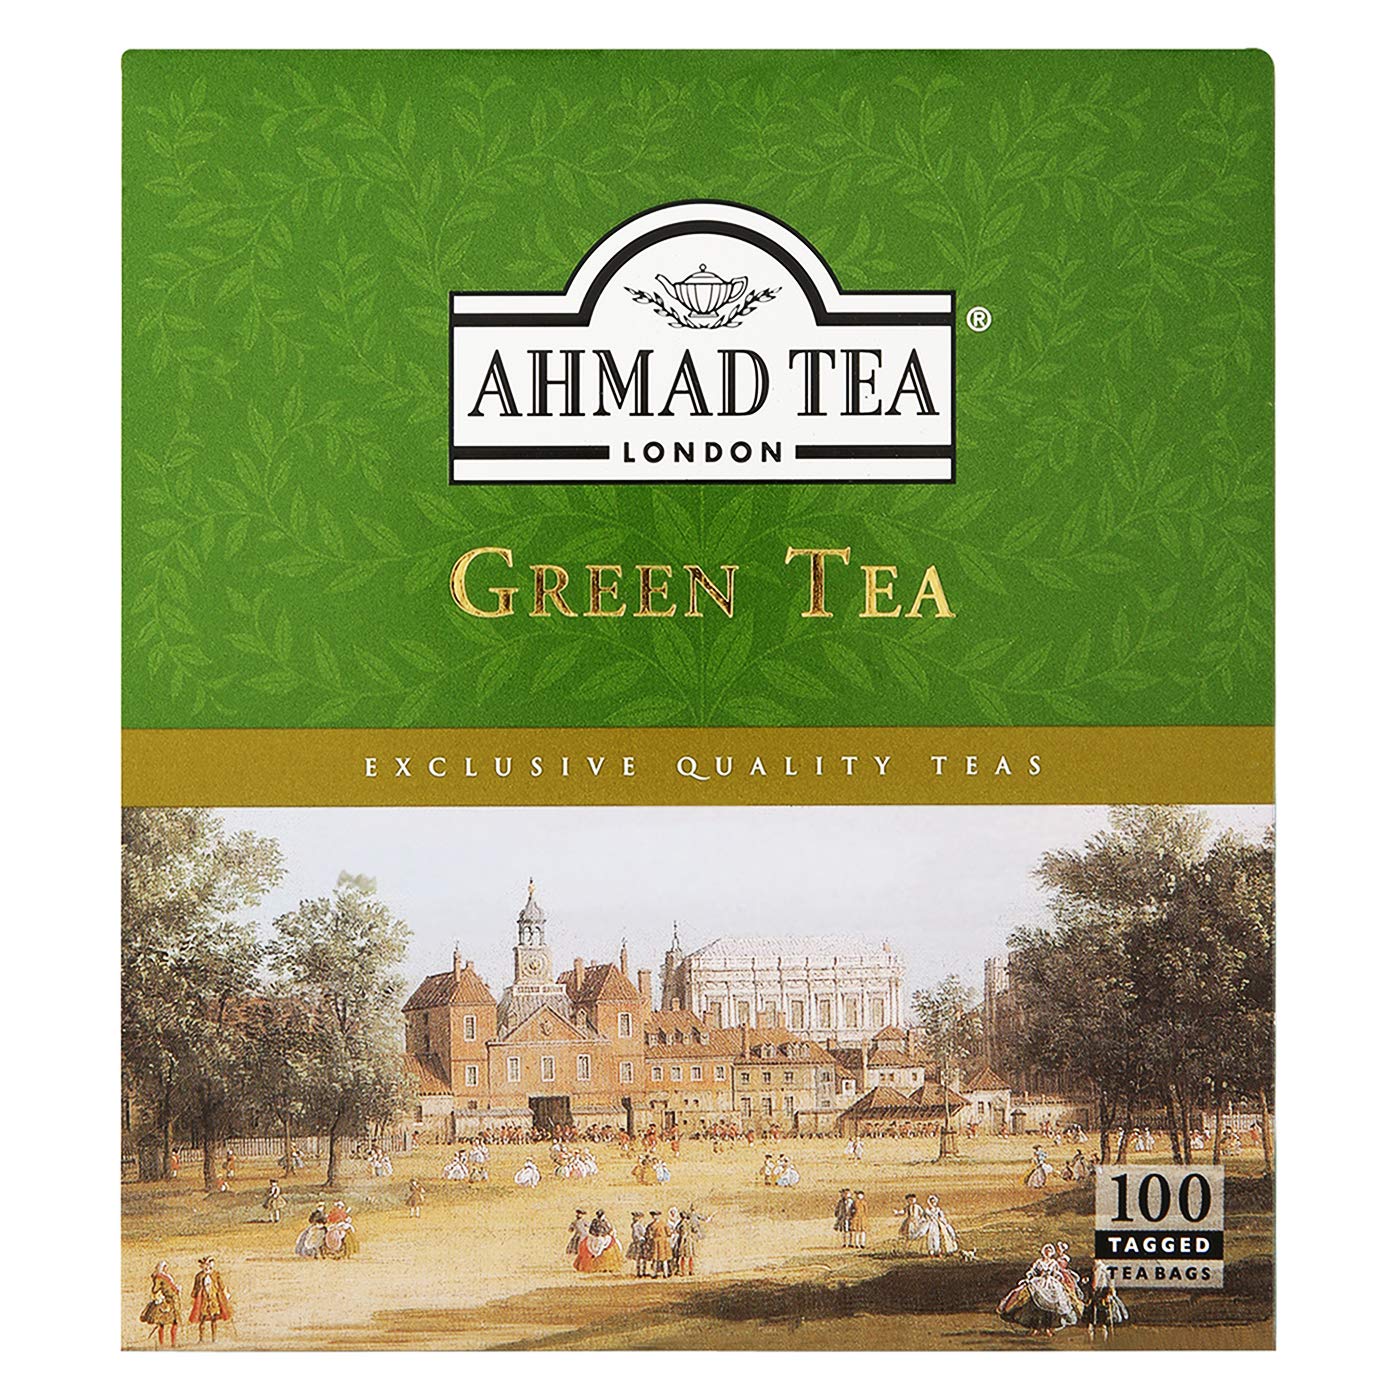 AHMAD TEA ®
LONDON
GREEN TEA
EXCLUSIVE QUALITY TEAS
100
TAGGED
TEA BAGS